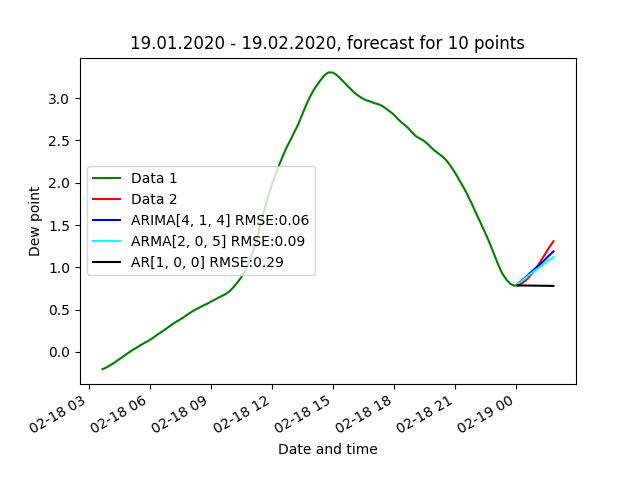 19.01.2020 - 19.02.2020, forecast for 10 points
Dew point
3.0
2.5
2.0
1.5
1.0
0.5
0.0
Data 1
Data 2
ARIMA[4, 1, 4] RMSE:0.06
ARMA[2, 0, 5] RMSE:0.09
AR[1, 0, 0] RMSE:0.29
02-18 03
02-18 06
02-18 09
02-18 12
02-18 15
02-18 18
02-18 21
02-19 00
Date and time